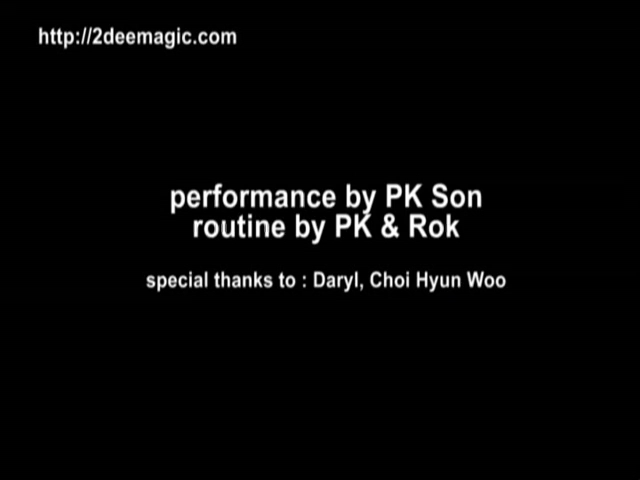 http://2deemagic.com
performance by PK Son
routine by PK & Rok
special thanks to : Daryl, Choi Hyun Woo